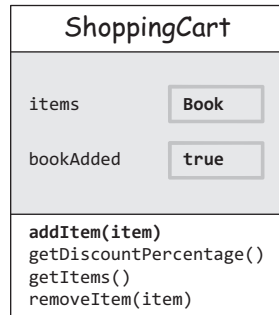 ShoppingCart
items Book
bookAdded true
addItem(item)
getDiscountPercentage()
getItems()
removeItem(item)